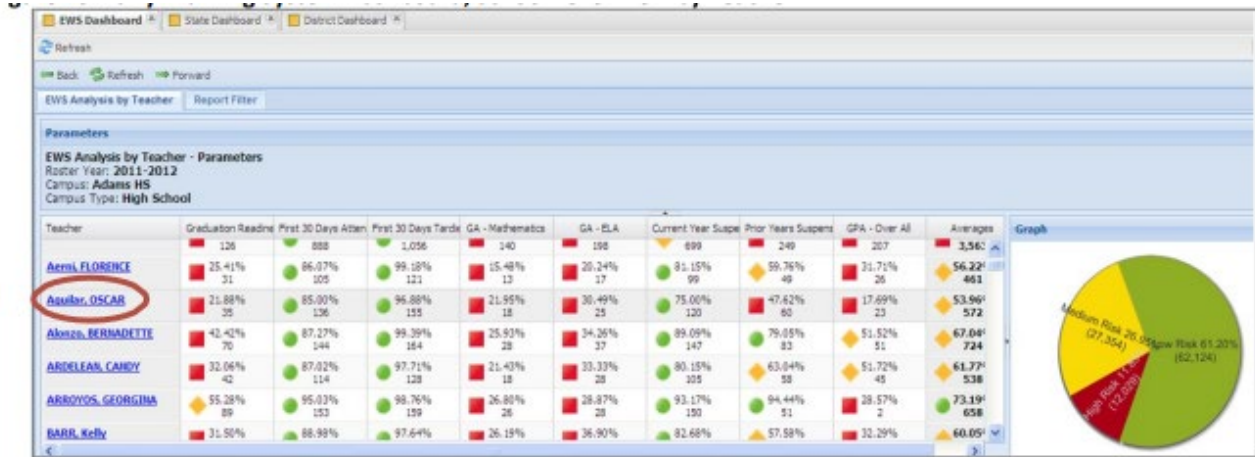 EWS Dashboard State Dashboard District Dashboard
Refresh
Back Refresh Forward
EWS Analysis by Teacher Report Filter
Parameters
EWS Analysis by Teacher - Parameters
Roster Year: 2011-2012
Campus: Adams HS
Campus Type: High School
Teacher Graduation Readine First 30 Days Atten First 30 Days Tardie GA - Mathematics GA - ELA Current Year Suspe Prior Years Suspens GPA - Over All Averages Graph
126 888 1,056 140 198 699 249 207 3,563
Aerni, FLORENCE 25.41% 86.07% 99.18% 15.48% 20.24% 81.15% 59.76% 31.71% 56.22
31 105 121 13 17 99 49 26 461
Aguilar, OSCAR 21.88% 85.00% 96.88% 21.95% 30.49% 75.00% 47.62% 17.69% 53.96
35 136 155 18 25 120 60 23 572
Alonzo, BERNADETTE 42.42% 87.27% 99.39% 25.93% 34.26% 89.09% 79.05% 51.52% 67.04
70 144 164 28 37 147 83 51 724
ARDELEAN, CANDY 32.06% 87.02% 97.71% 21.43% 33.33% 80.15% 63.04% 51.72% 61.77
42 114 128 18 28 105 58 45 538
ARROYOS, GEORGINA 55.28% 95.03% 98.76% 26.80% 28.87% 93.17% 94.44% 28.57% 73.19
89 153 159 26 28 150 51 2 658
BARR, Kelly 31.50% 88.98% 97.64% 26.19% 36.90% 82.68% 57.58% 32.29% 60.05
Medium Risk 26.95%
(27,354)
Low Risk 61.20%
(62,124)
High Risk
(12,029)